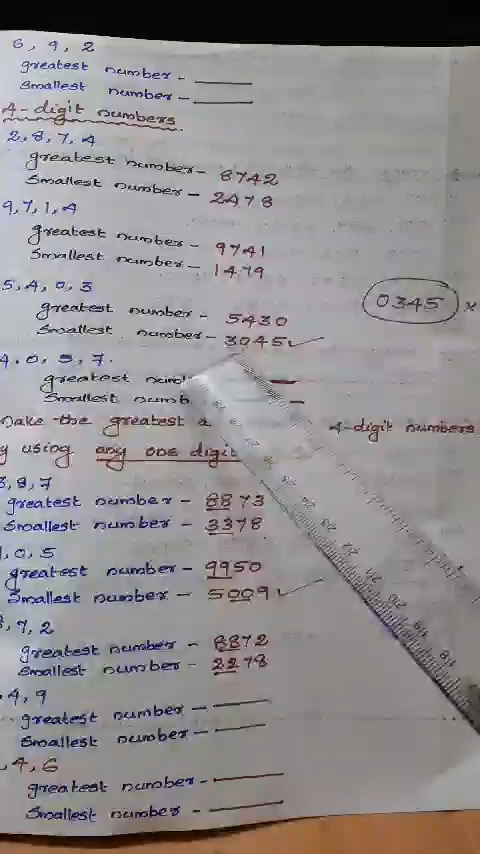 6, 9, 2
greatest number -
Smallest number -
4-digit numbers.
2,8,7,4
greatest number - 8742
Smallest number - 2478
9,7,1,4
greatest number - 9741
Smallest number - 1479
5,4,0,3
greatest number - 5430
Smallest number - 3045 ✓
0345 ×
4,0,5,7.
greatest
Smallest
Make the greatest 4-digit numbers
using any one digit
8,7
greatest number - 8873
Smallest number - 3378
,0,5
greatest number - 9950
Smallest number - 5009 ✓
,7,2
greatest number - 8872
Smallest number - 2278
4,9
greatest number -
Smallest number -
,4,6
greatest number -
Smallest number -